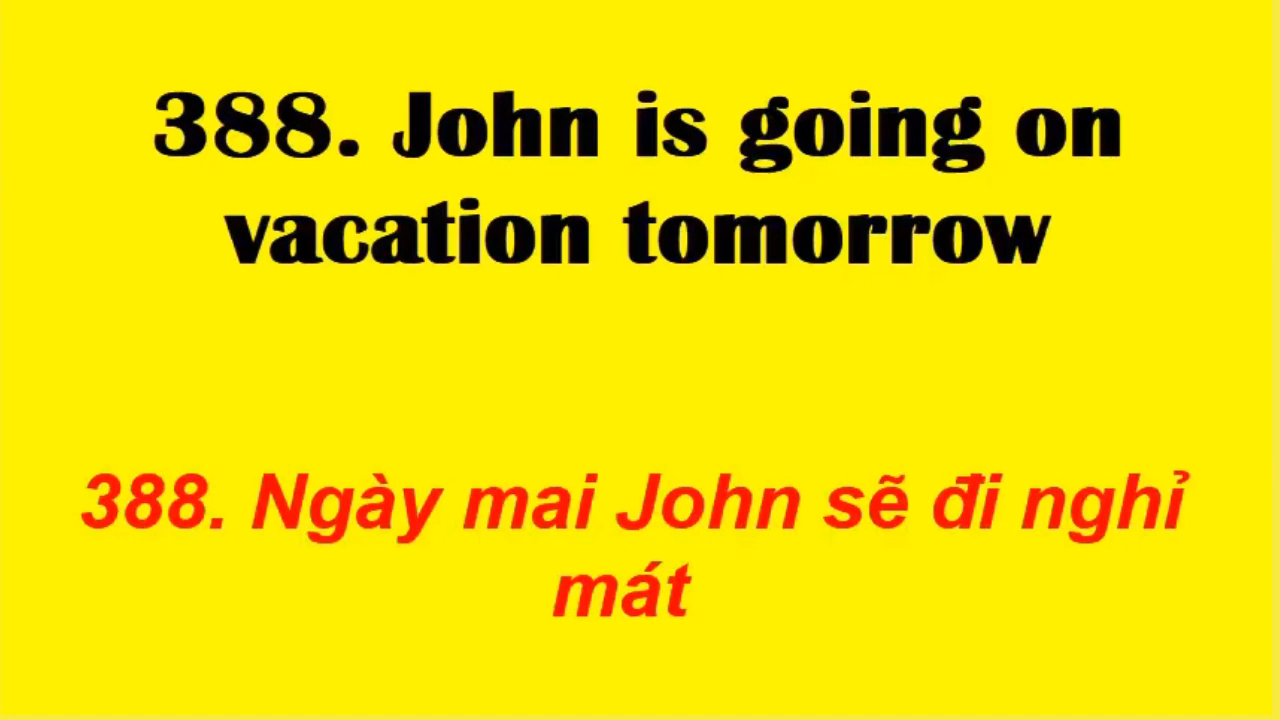 388. John is going on
vacation tomorrow
388. Ngày mai John sẽ đi nghỉ
mát